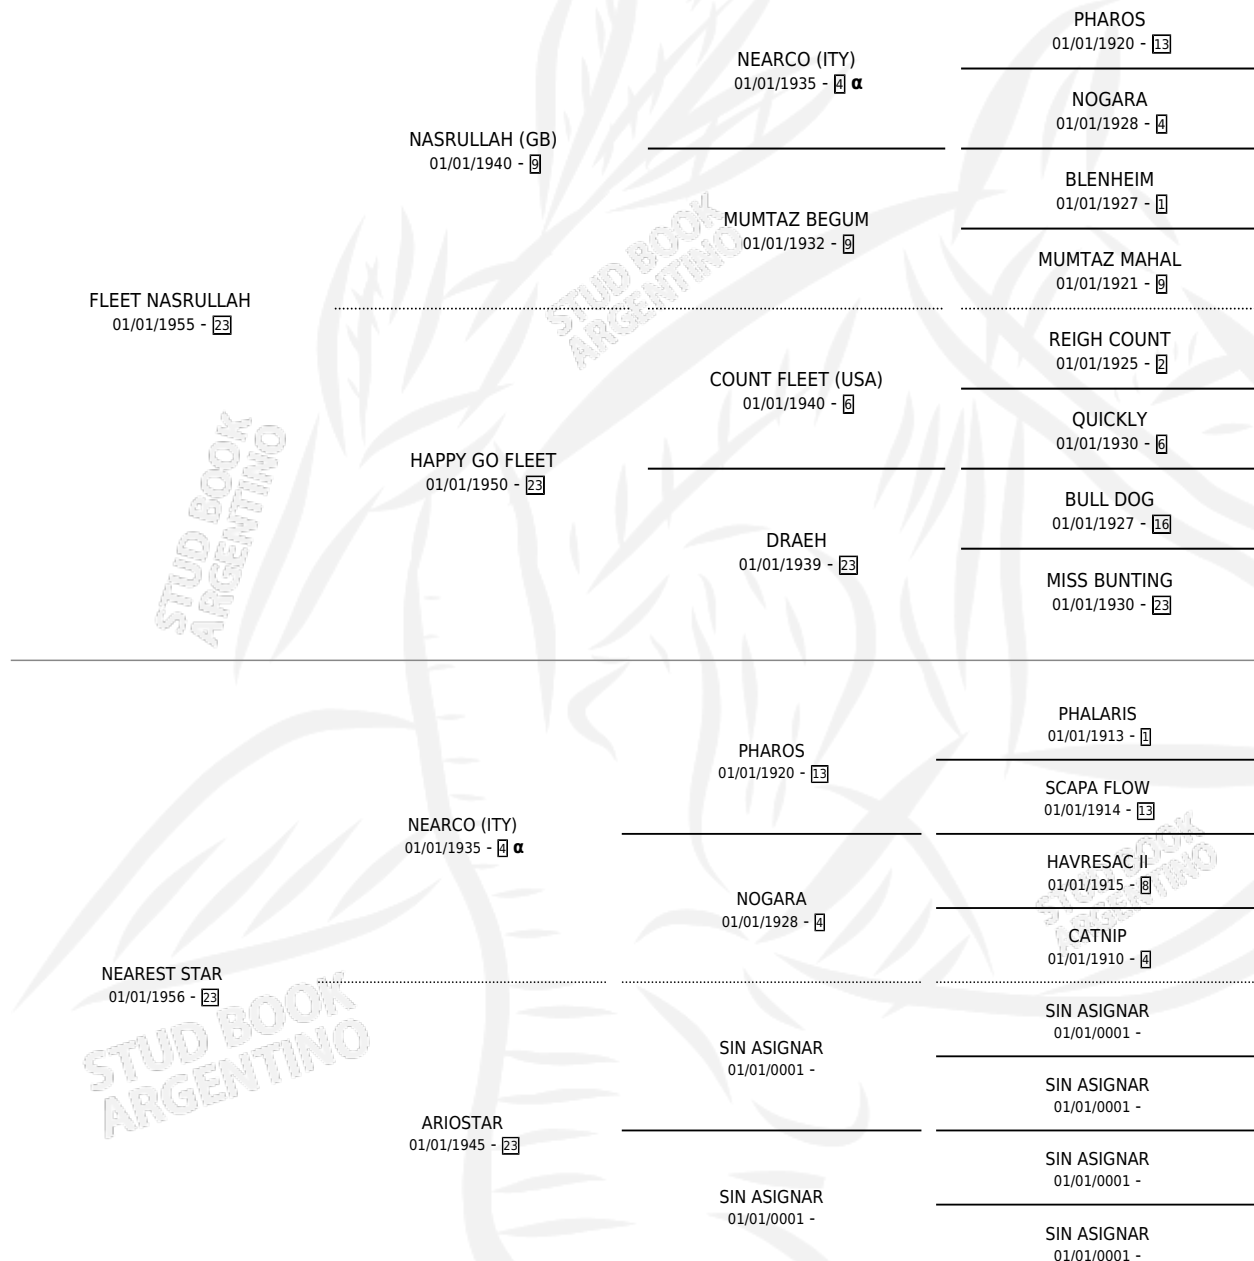 PHAROS
01/01/1920 - 13
NEARCO (ITY)
01/01/1935 - 4 α
NOGARA
01/01/1928 - 4
NASRULLAH (GB)
01/01/1940 - 9
BLENHEIM
01/01/1927 - 1
MUMTAZ BEGUM
01/01/1932 - 9
MUMTAZ MAHAL
01/01/1921 - 9
FLEET NASRULLAH
01/01/1955 - 23
REIGH COUNT
01/01/1925 - 2
COUNT FLEET (USA)
01/01/1940 - 6
QUICKLY
01/01/1930 - 6
HAPPY GO FLEET
01/01/1950 - 23
BULL DOG
01/01/1927 - 16
DRAEH
01/01/1939 - 23
MISS BUNTING
01/01/1930 - 23
STUD BOOK
ARGENTINO
STUD BOOK
ARGENTINO
PHALARIS
01/01/1913 - 1
PHAROS
01/01/1920 - 13
SCAPA FLOW
01/01/1914 - 13
NEARCO (ITY)
01/01/1935 - 4 α
HAVRESAC II
01/01/1915 - 8
NOGARA
01/01/1928 - 4
CATNIP
01/01/1910 - 4
NEAREST STAR
01/01/1956 - 23
SIN ASIGNAR
01/01/0001 -
SIN ASIGNAR
01/01/0001 -
SIN ASIGNAR
01/01/0001 -
ARIOSTAR
01/01/1945 - 23
SIN ASIGNAR
01/01/0001 -
SIN ASIGNAR
01/01/0001 -
SIN ASIGNAR
01/01/0001 -
STUD BOOK
ARGENTINO
STUD BOOK
ARGENTINO